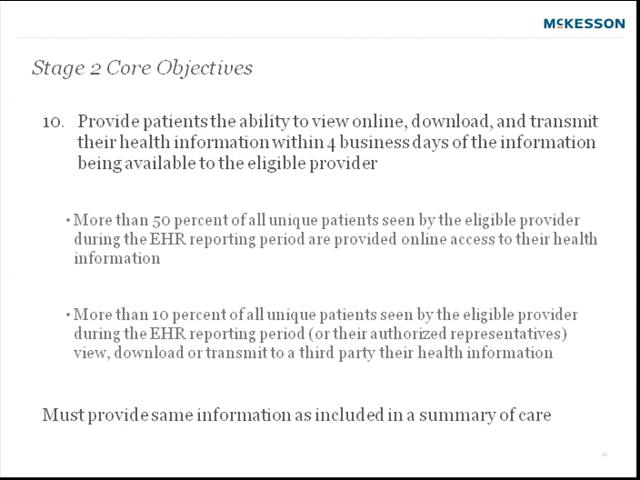 MCKESSON
Stage 2 Core Objectives
10. Provide patients the ability to view online, download, and transmit
their health information within 4 business days of the information
being available to the eligible provider
• More than 50 percent of all unique patients seen by the eligible provider
during the EHR reporting period are provided online access to their health
information
• More than 10 percent of all unique patients seen by the eligible provider
during the EHR reporting period (or their authorized representatives)
view, download or transmit to a third party their health information
Must provide same information as included in a summary of care